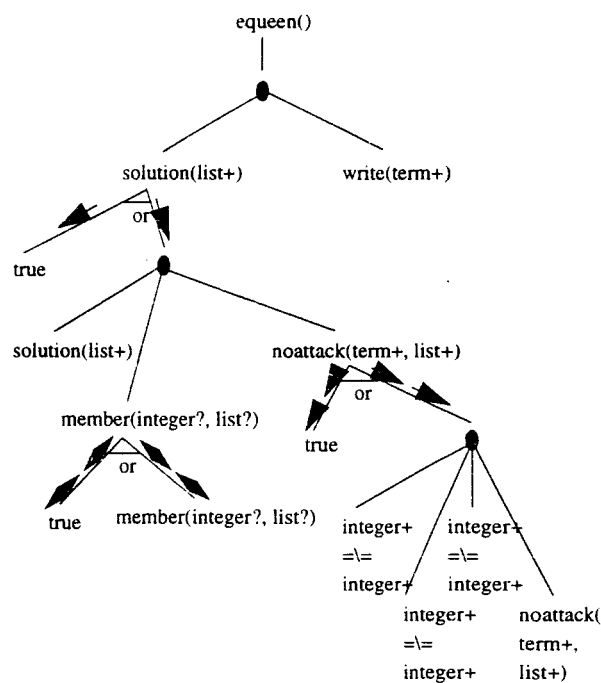 equeen()
solution(list+) write(term+)
or
true
solution(list+) noattack(term+, list+)
or
member(integer?, list?)
true
or
true member(integer?, list?)
integer+ integer+
=\= =\=
integer+ integer+
integer+ noattack(
=\= term+,
integer+ list+)